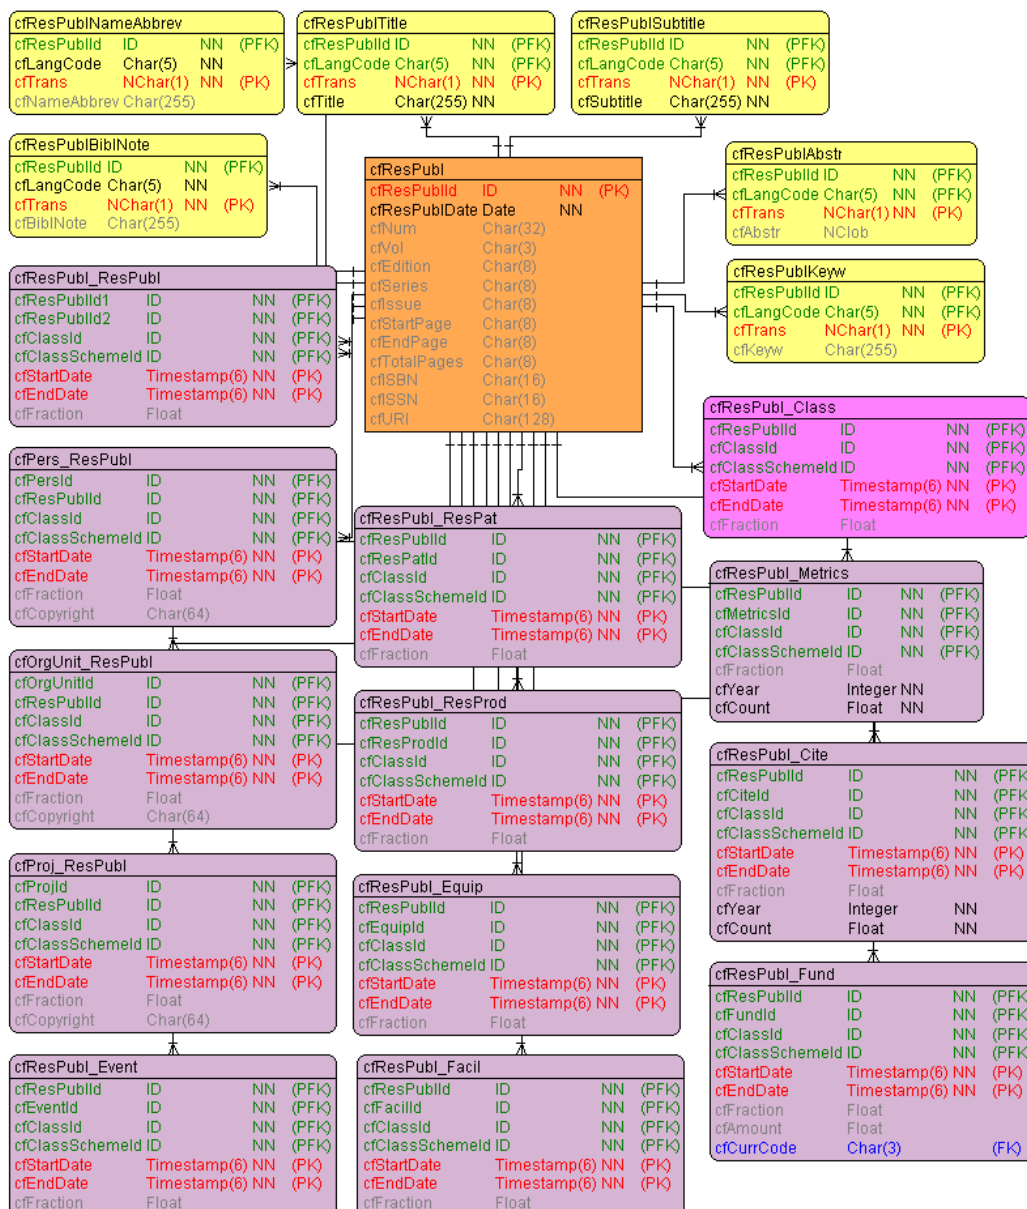 cfResPublNameAbbrev
cfResPublId ID NN (PFK)
cfLangCode Char(5) NN
cfTrans NChar(1) NN (PK)
cfNameAbbrev Char(255)
cfResPublTitle
cfResPublId ID NN (PFK)
cfLangCode Char(5) NN (PFK)
cfTrans NChar(1) NN (PK)
cfTitle Char(255) NN
cfResPublSubtitle
cfResPublId ID NN (PFK)
cfLangCode Char(5) NN (PFK)
cfTrans NChar(1) NN (PK)
cfSubtitle Char(255) NN
cfResPublBiblNote
cfResPublId ID NN (PFK)
cfLangCode Char(5) NN
cfTrans NChar(1) NN (PK)
cfBiblNote Char(255)
cfResPubl
cfResPublId ID NN (PK)
cfResPublDate Date NN
cfNum Char(32)
cfVol Char(3)
cfEdition Char(8)
cfSeries Char(8)
cfIssue Char(8)
cfStartPage Char(8)
cfEndPage Char(8)
cfTotalPages Char(8)
cfISBN Char(16)
cfISSN Char(16)
cfURI Char(128)
cfResPublAbstr
cfResPublId ID NN (PFK)
cfLangCode Char(5) NN (PFK)
cfTrans NChar(1) NN (PK)
cfAbstr NClob
cfResPublKeyw
cfResPublId ID NN (PFK)
cfLangCode Char(5) NN (PFK)
cfTrans NChar(1) NN (PK)
cfKeyw Char(255)
cfResPubl_ResPubl
cfResPublId1 ID NN (PFK)
cfResPublId2 ID NN (PFK)
cfClassId ID NN (PFK)
cfClassSchemeId ID NN (PFK)
cfStartDate Timestamp(6) NN (PK)
cfEndDate Timestamp(6) NN (PK)
cfFraction Float
cfResPubl_Class
cfResPublId ID NN (PFK)
cfClassId ID NN (PFK)
cfClassSchemeId ID NN (PFK)
cfStartDate Timestamp(6) NN (PK)
cfEndDate Timestamp(6) NN (PK)
cfFraction Float
cfPers_ResPubl
cfPersId ID NN (PFK)
cfResPublId ID NN (PFK)
cfClassId ID NN (PFK)
cfClassSchemeId ID NN (PFK)
cfStartDate Timestamp(6) NN (PK)
cfEndDate Timestamp(6) NN (PK)
cfFraction Float
cfCopyright Char(64)
cfResPubl_ResPat
cfResPublId ID NN (PFK)
cfResPatId ID NN (PFK)
cfClassId ID NN (PFK)
cfClassSchemeId ID NN (PFK)
cfStartDate Timestamp(6) NN (PK)
cfEndDate Timestamp(6) NN (PK)
cfFraction Float
cfResPubl_Metrics
cfResPublId ID NN (PFK)
cfMetricsId ID NN (PFK)
cfClassId ID NN (PFK)
cfClassSchemeId ID NN (PFK)
cfFraction Float
cfYear Integer NN
cfCount Float NN
cfOrgUnit_ResPubl
cfOrgUnitId ID NN (PFK)
cfResPublId ID NN (PFK)
cfClassId ID NN (PFK)
cfClassSchemeId ID NN (PFK)
cfStartDate Timestamp(6) NN (PK)
cfEndDate Timestamp(6) NN (PK)
cfFraction Float
cfCopyright Char(64)
cfResPubl_ResProd
cfResPublId ID NN (PFK)
cfResProdId ID NN (PFK)
cfClassId ID NN (PFK)
cfClassSchemeId ID NN (PFK)
cfStartDate Timestamp(6) NN (PK)
cfEndDate Timestamp(6) NN (PK)
cfFraction Float
cfResPubl_Cite
cfResPublId ID NN (PFK
cfCiteId ID NN (PFK
cfClassId ID NN (PFK
cfClassSchemeId ID NN (PFK
cfStartDate Timestamp(6) NN (PK)
cfEndDate Timestamp(6) NN (PK)
cfFraction Float
cfYear Integer NN
cfCount Float NN
cfProj_ResPubl
cfProjId ID NN (PFK)
cfResPublId ID NN (PFK)
cfClassId ID NN (PFK)
cfClassSchemeId ID NN (PFK)
cfStartDate Timestamp(6) NN (PK)
cfEndDate Timestamp(6) NN (PK)
cfFraction Float
cfCopyright Char(64)
cfResPubl_Equip
cfResPublId ID NN (PFK)
cfEquipId ID NN (PFK)
cfClassId ID NN (PFK)
cfClassSchemeId ID NN (PFK)
cfStartDate Timestamp(6) NN (PK)
cfEndDate Timestamp(6) NN (PK)
cfFraction Float
cfResPubl_Fund
cfResPublId ID NN (PFK
cfFundId ID NN (PFK
cfClassId ID NN (PFK
cfClassSchemeId ID NN (PFK
cfStartDate Timestamp(6) NN (PK)
cfEndDate Timestamp(6) NN (PK)
cfFraction Float
cfAmount Float
cfCurrCode Char(3) (FK)
cfResPubl_Event
cfResPublId ID NN (PFK)
cfEventId ID NN (PFK)
cfClassId ID NN (PFK)
cfClassSchemeId ID NN (PFK)
cfStartDate Timestamp(6) NN (PK)
cfEndDate Timestamp(6) NN (PK)
cfFraction Float
cfResPubl_Facil
cfResPublId ID NN (PFK)
cfFacilId ID NN (PFK)
cfClassId ID NN (PFK)
cfClassSchemeId ID NN (PFK)
cfStartDate Timestamp(6) NN (PK)
cfEndDate Timestamp(6) NN (PK)
cfFraction Float